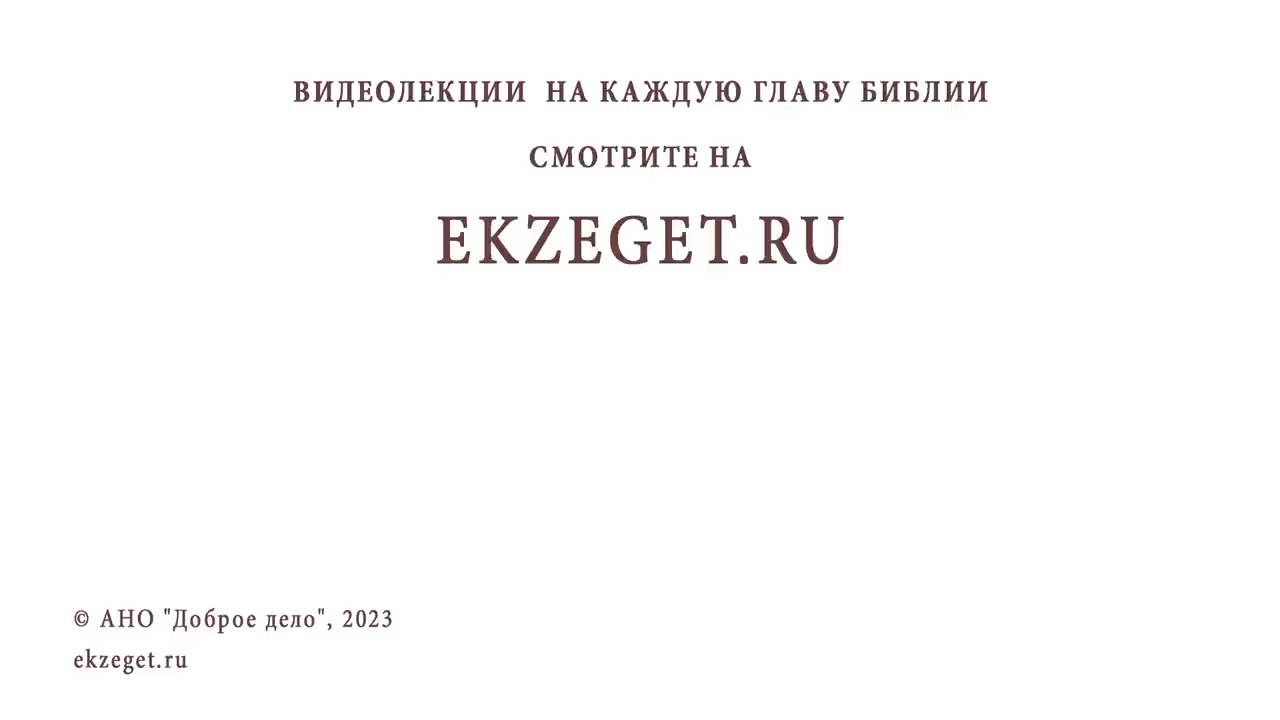 ВИДЕОЛЕКЦИИ НА КАЖДУЮ ГЛАВУ БИБЛИИ
СМОТРИТЕ НА
EKZEGET.RU
© АНО "Доброе дело", 2023
ekzeget.ru